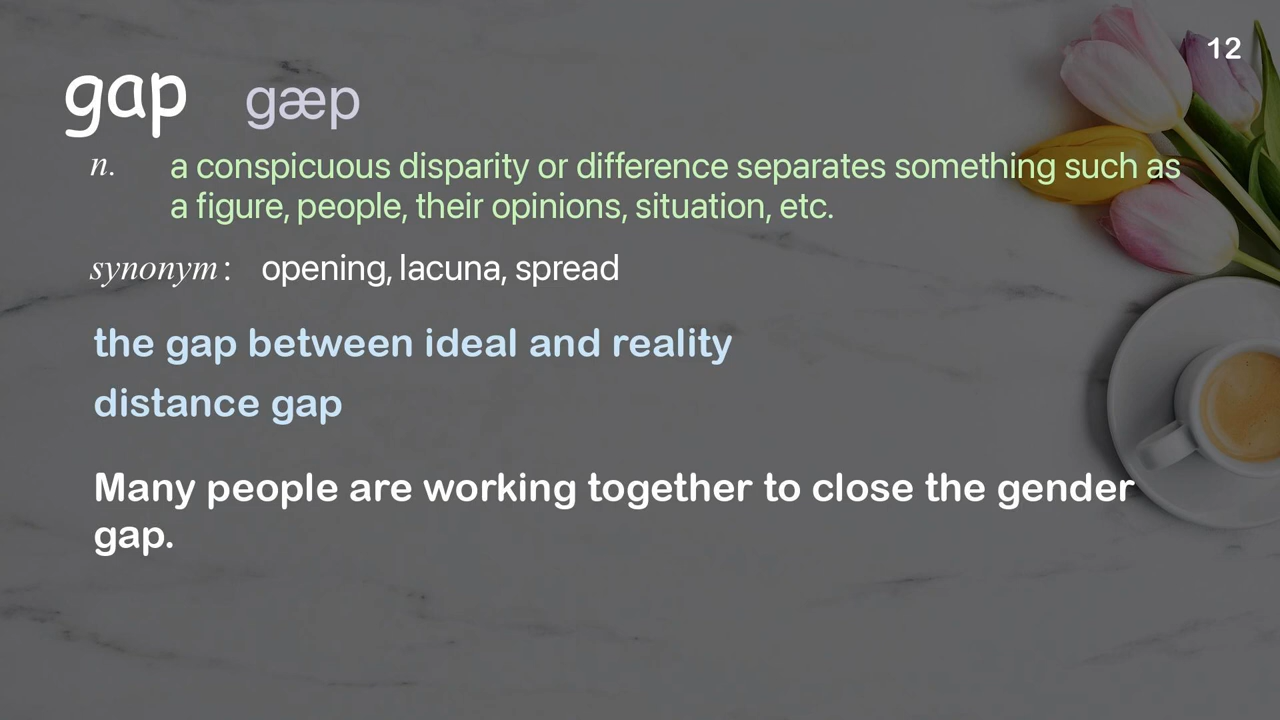 12
gap gæp
n. a conspicuous disparity or difference separates something such as
a figure, people, their opinions, situation, etc.
synonym: opening, lacuna, spread
the gap between ideal and reality
distance gap
Many people are working together to close the gender
gap.